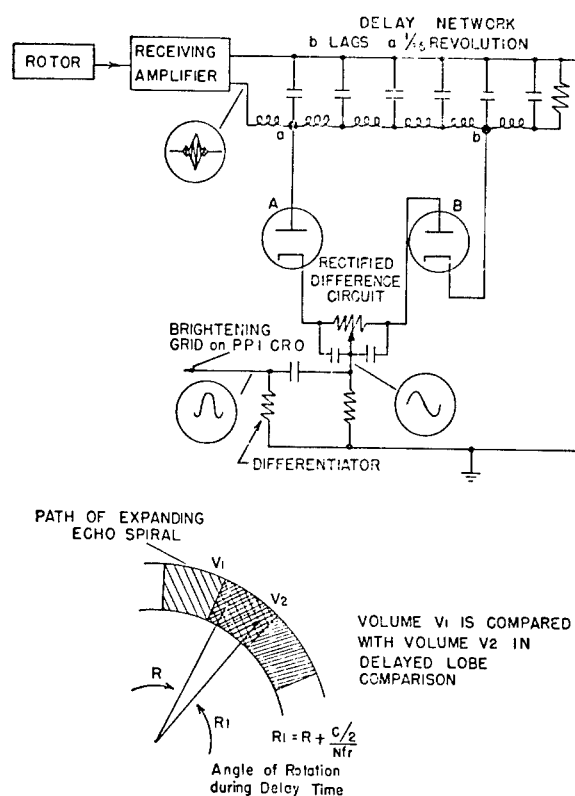 DELAY NETWORK
b LAGS a 1/15 REVOLUTION
ROTOR
RECEIVING
AMPLIFIER
a
b
A
B
RECTIFIED
DIFFERENCE
CIRCUIT
BRIGHTENING
GRID on PPI CRO
DIFFERENTIATOR
PATH OF EXPANDING
ECHO SPIRAL
V1
V2
VOLUME V1 IS COMPARED
WITH VOLUME V2 IN
DELAYED LOBE
COMPARISON
R
R1
R1 = R + C/2
Nfr
Angle of Rotation
during Delay Time